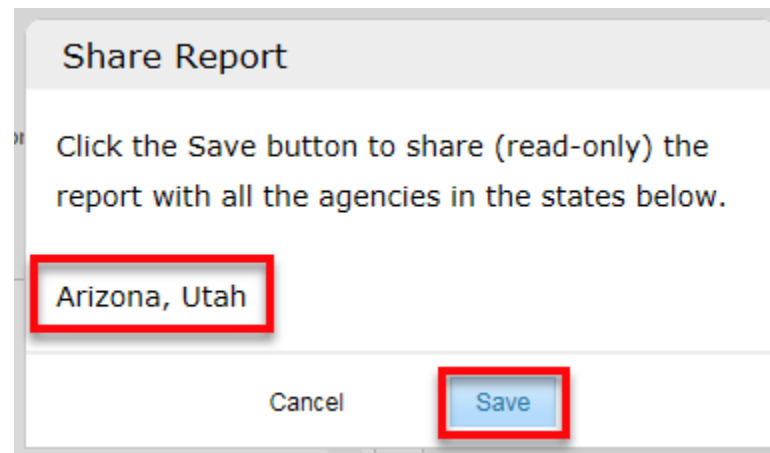 Share Report
Click the Save button to share (read-only) the
report with all the agencies in the states below.
Arizona, Utah
Cancel Save